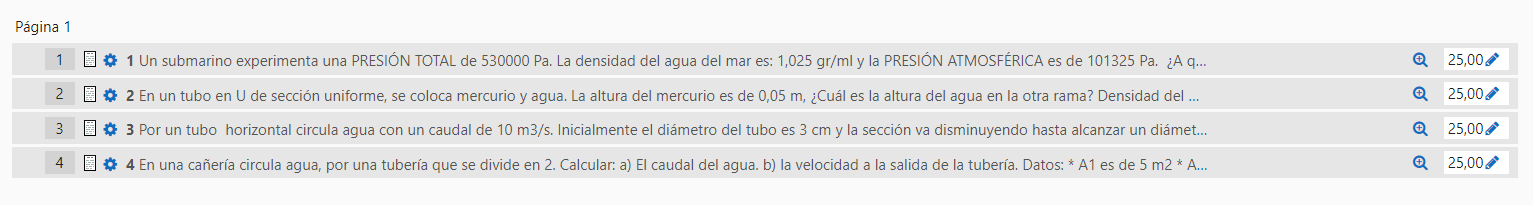 Página 1
1 1 Un submarino experimenta una PRESIÓN TOTAL de 530000 Pa. La densidad del agua del mar es: 1,025 gr/ml y la PRESIÓN ATMOSFÉRICA es de 101325 Pa. ¿A q... 25,00
2 2 En un tubo en U de sección uniforme, se coloca mercurio y agua. La altura del mercurio es de 0,05 m, ¿Cuál es la altura del agua en la otra rama? Densidad del ... 25,00
3 3 Por un tubo horizontal circula agua con un caudal de 10 m3/s. Inicialmente el diámetro del tubo es 3 cm y la sección va disminuyendo hasta alcanzar un diámet... 25,00
4 4 En una cañería circula agua, por una tubería que se divide en 2. Calcular: a) El caudal del agua. b) la velocidad a la salida de la tubería. Datos: * A1 es de 5 m2 * A... 25,00